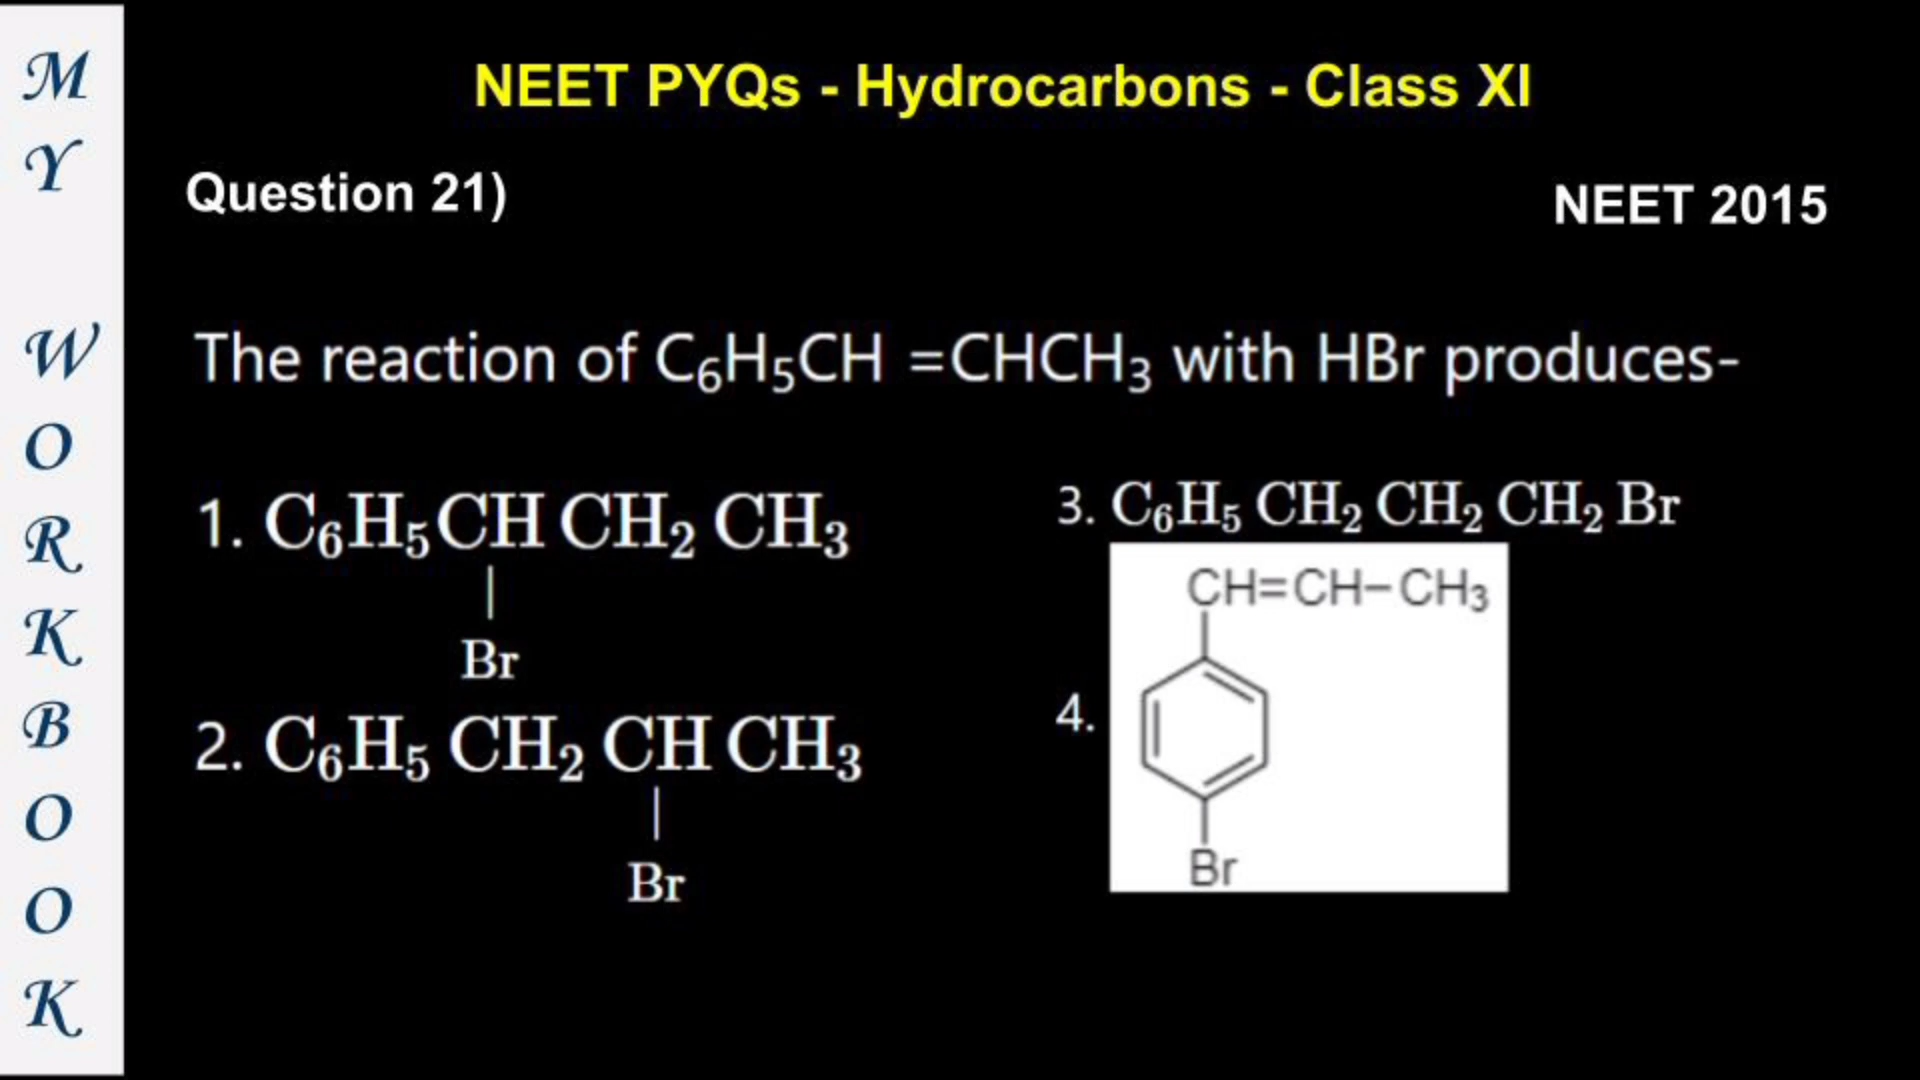 M
Y
W
O
R
K
B
O
O
K
NEET PYQs - Hydrocarbons - Class XI
Question 21)
NEET 2015
The reaction of C₆H₅CH =CHCH₃ with HBr produces-
1. C₆H₅CH CH₂ CH₃
|
Br
2. C₆H₅ CH₂ CH CH₃
|
Br
3. C₆H₅ CH₂ CH₂ CH₂ Br
4.
CH=CH−CH₃
Br